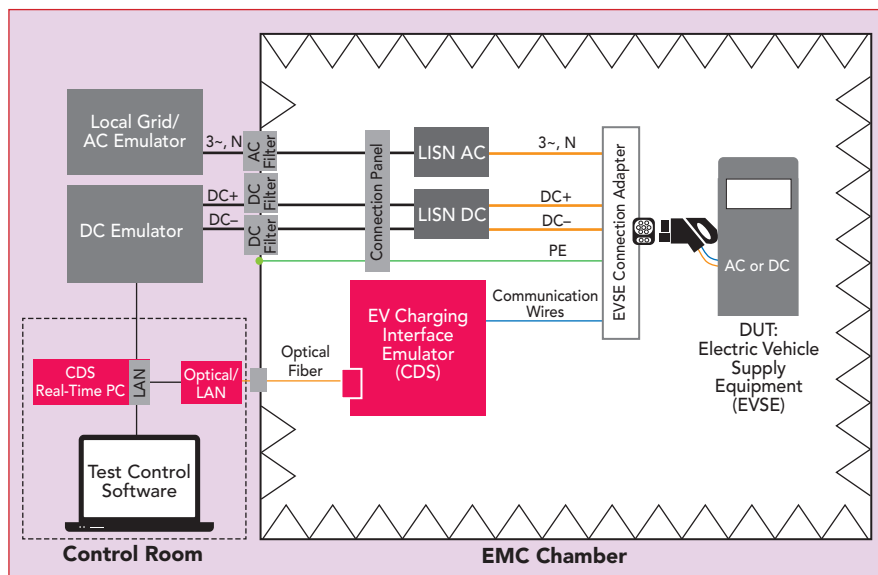 Local Grid/
AC Emulator
3~, N
AC
Filter
DC Emulator
DC+
DC–
DC
Filter
DC
Filter
Connection Panel
LISN AC
LISN DC
3~, N
DC+
DC–
PE
EVSE Connection Adapter
AC or DC
DUT:
Electric Vehicle
Supply
Equipment
(EVSE)
Communication
Wires
EV Charging
Interface
Emulator
(CDS)
Optical
Fiber
CDS
Real-Time PC
LAN
Optical/
LAN
Test Control
Software
Control Room
EMC Chamber